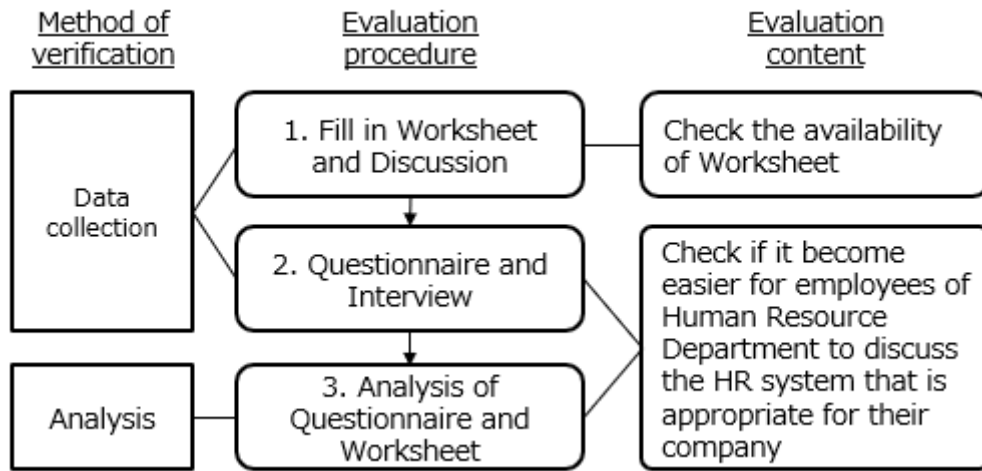 Method of
verification
Evaluation
procedure
Evaluation
content
Data
collection
1. Fill in Worksheet
and Discussion
Check the availability
of Worksheet
2. Questionnaire and
Interview
Check if it become
easier for employees of
Human Resource
Department to discuss
the HR system that is
appropriate for their
company
Analysis
3. Analysis of
Questionnaire and
Worksheet